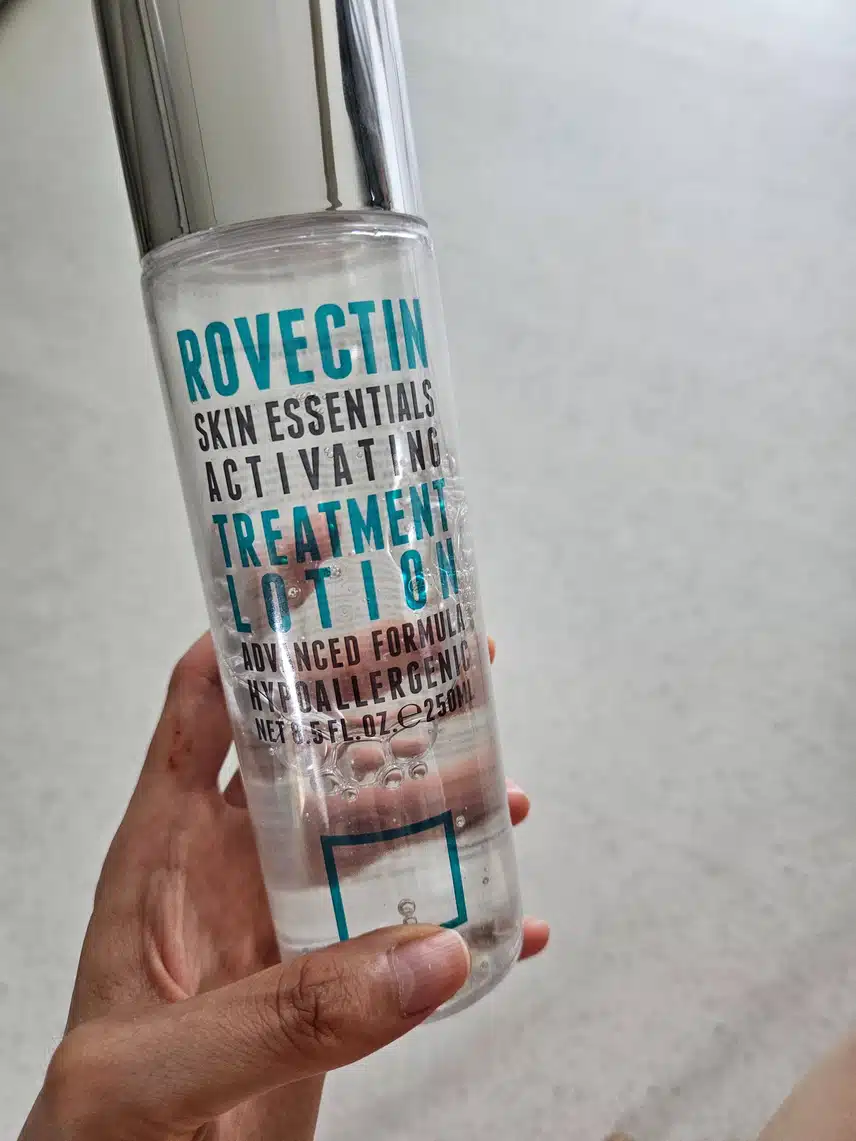 ROVECTIN
SKIN ESSENTIALS
ACTIVATING
TREATMENT
LOTION
ADVANCED FORMULA
HYPOALLERGENIC
NET 8.5 FL.OZ. ℮ 250ML